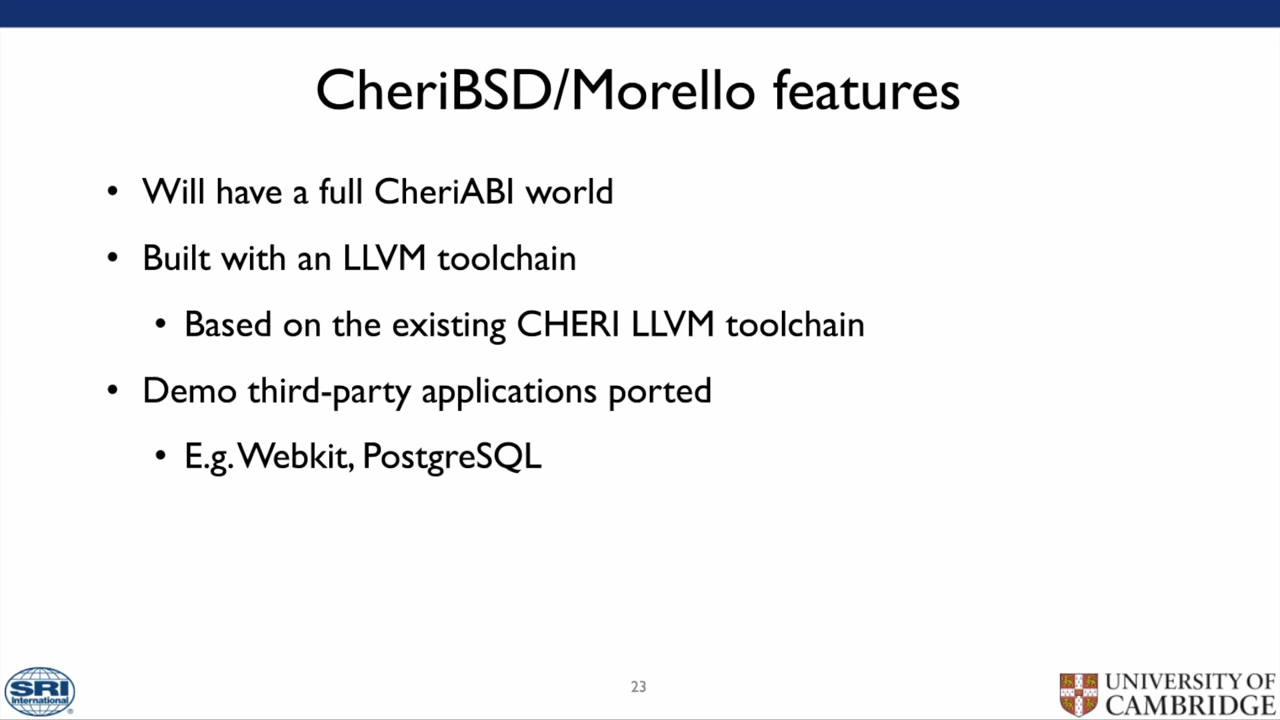 CheriBSD/Morello features
• Will have a full CheriABI world
• Built with an LLVM toolchain
• Based on the existing CHERI LLVM toolchain
• Demo third-party applications ported
• E.g. Webkit, PostgreSQL
SRI
International®
23
UNIVERSITY OF
CAMBRIDGE